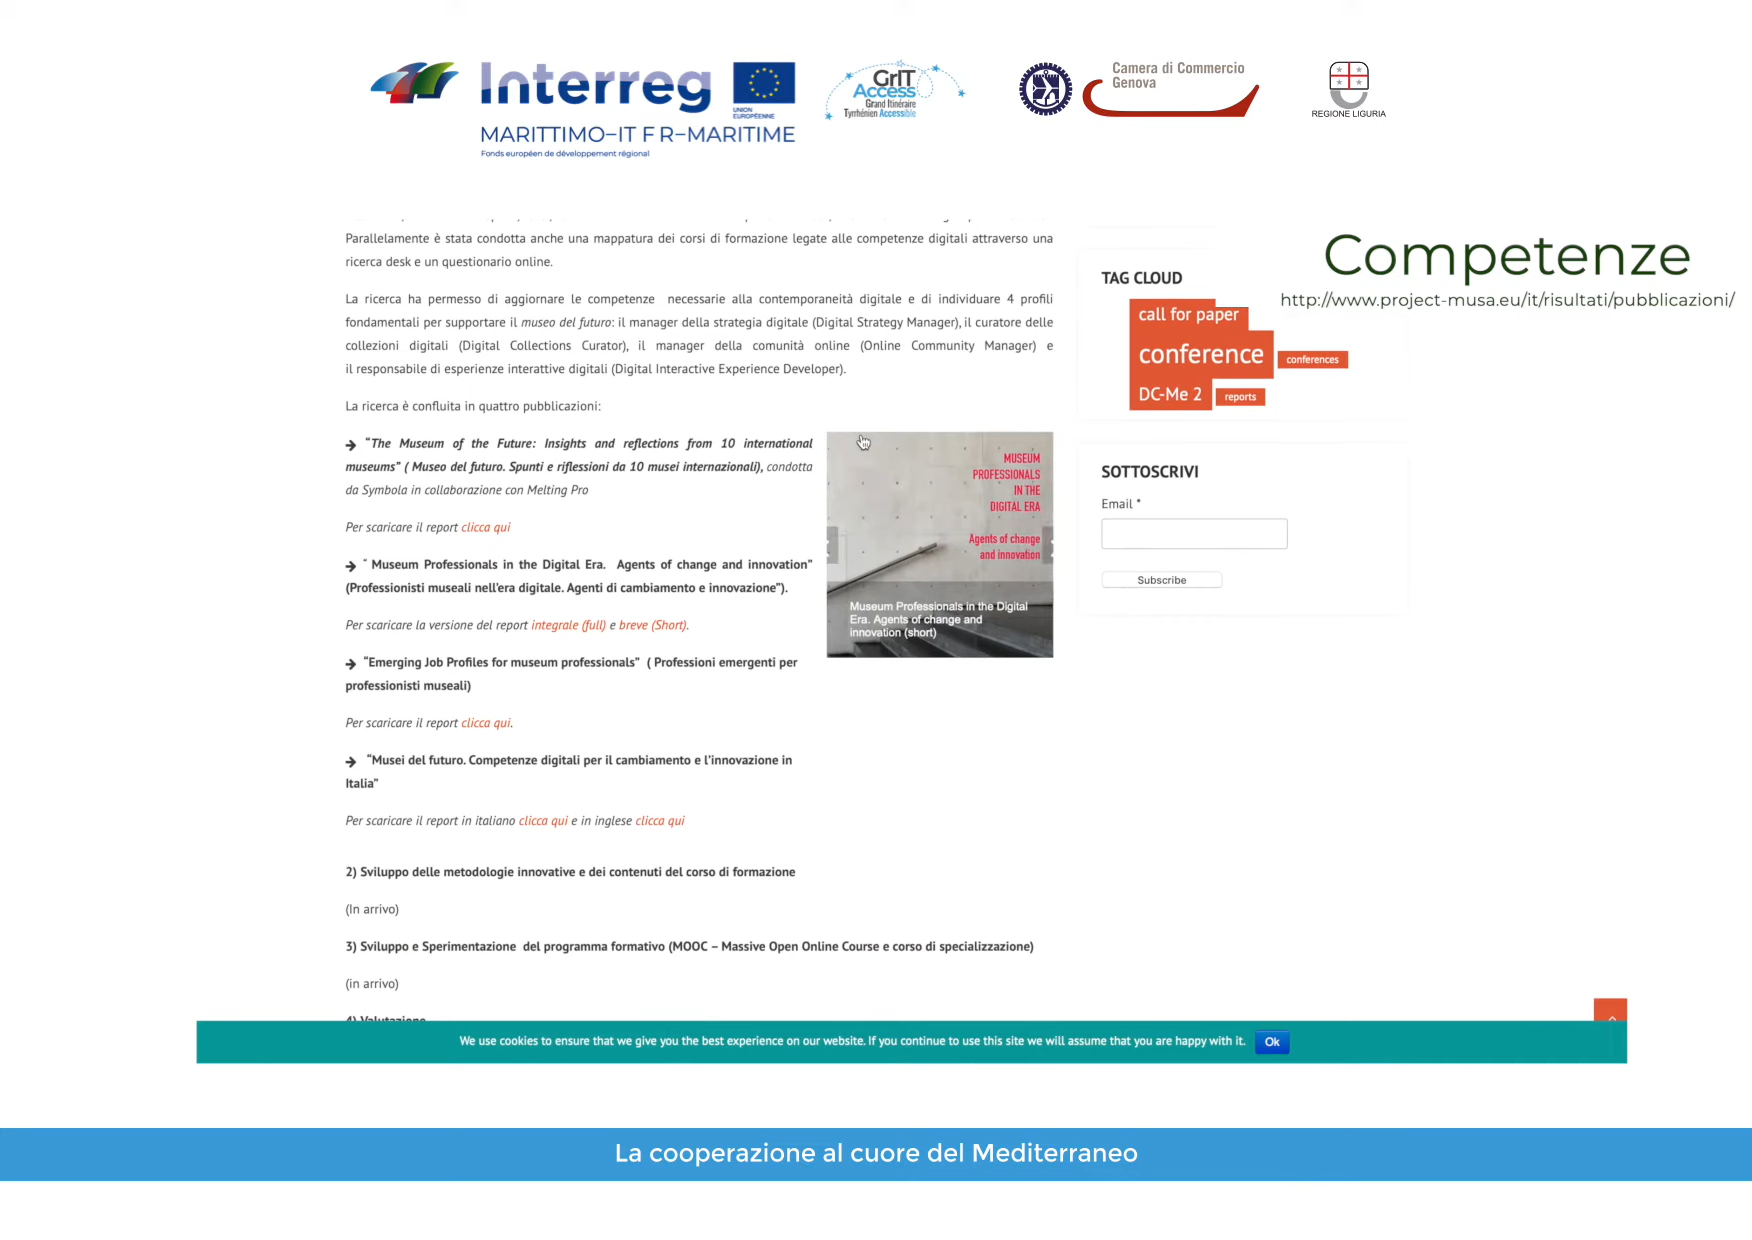 Interreg
UNION
EUROPÉENNE
MARITTIMO-IT FR-MARITIME
Fonds européen de développement régional
GrIT
Access
Grand Itinéraire
Tyrrhénien Accessible
Camera di Commercio
Genova
REGIONE LIGURIA
Competenze
http://www.project-musa.eu/it/risultati/pubblicazioni/
Parallelamente è stata condotta anche una mappatura dei corsi di formazione legate alle competenze digitali attraverso una
ricerca desk e un questionario online.
La ricerca ha permesso di aggiornare le competenze necessarie alla contemporaneità digitale e di individuare 4 profili
fondamentali per supportare il museo del futuro: il manager della strategia digitale (Digital Strategy Manager), il curatore delle
collezioni digitali (Digital Collections Curator), il manager della comunità online (Online Community Manager) e
il responsabile di esperienze interattive digitali (Digital Interactive Experience Developer).
La ricerca è confluita in quattro pubblicazioni:
➔ “The Museum of the Future: Insights and reflections from 10 international
museums” ( Museo del futuro. Spunti e riflessioni da 10 musei internazionali), condotta
da Symbola in collaborazione con Melting Pro
Per scaricare il report clicca qui
➔ “ Museum Professionals in the Digital Era. Agents of change and innovation”
(Professionisti museali nell’era digitale. Agenti di cambiamento e innovazione”).
Per scaricare la versione del report integrale (full) e breve (Short).
➔ “Emerging Job Profiles for museum professionals” ( Professioni emergenti per
professionisti museali)
Per scaricare il report clicca qui.
➔ “Musei del futuro. Competenze digitali per il cambiamento e l’innovazione in
Italia”
Per scaricare il report in italiano clicca qui e in inglese clicca qui
2) Sviluppo delle metodologie innovative e dei contenuti del corso di formazione
(In arrivo)
3) Sviluppo e Sperimentazione del programma formativo (MOOC – Massive Open Online Course e corso di specializzazione)
(in arrivo)
4) Valutazione
MUSEUM
PROFESSIONALS
IN THE
DIGITAL ERA
Agents of change
and innovation
Museum Professionals in the Digital
Era. Agents of change and
innovation (short)
TAG CLOUD
call for paper
conference conferences
DC-Me 2 reports
SOTTOSCRIVI
Email *
Subscribe
We use cookies to ensure that we give you the best experience on our website. If you continue to use this site we will assume that you are happy with it. Ok
La cooperazione al cuore del Mediterraneo